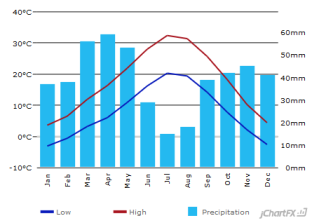 40°C
30°C
20°C
10°C
0°C
-10°C
60mm
50mm
40mm
30mm
20mm
10mm
0mm
Jan
Feb
Mar
Apr
May
Jun
Jul
Aug
Sep
Oct
Nov
Dec
Low
High
Precipitation
jChartFX